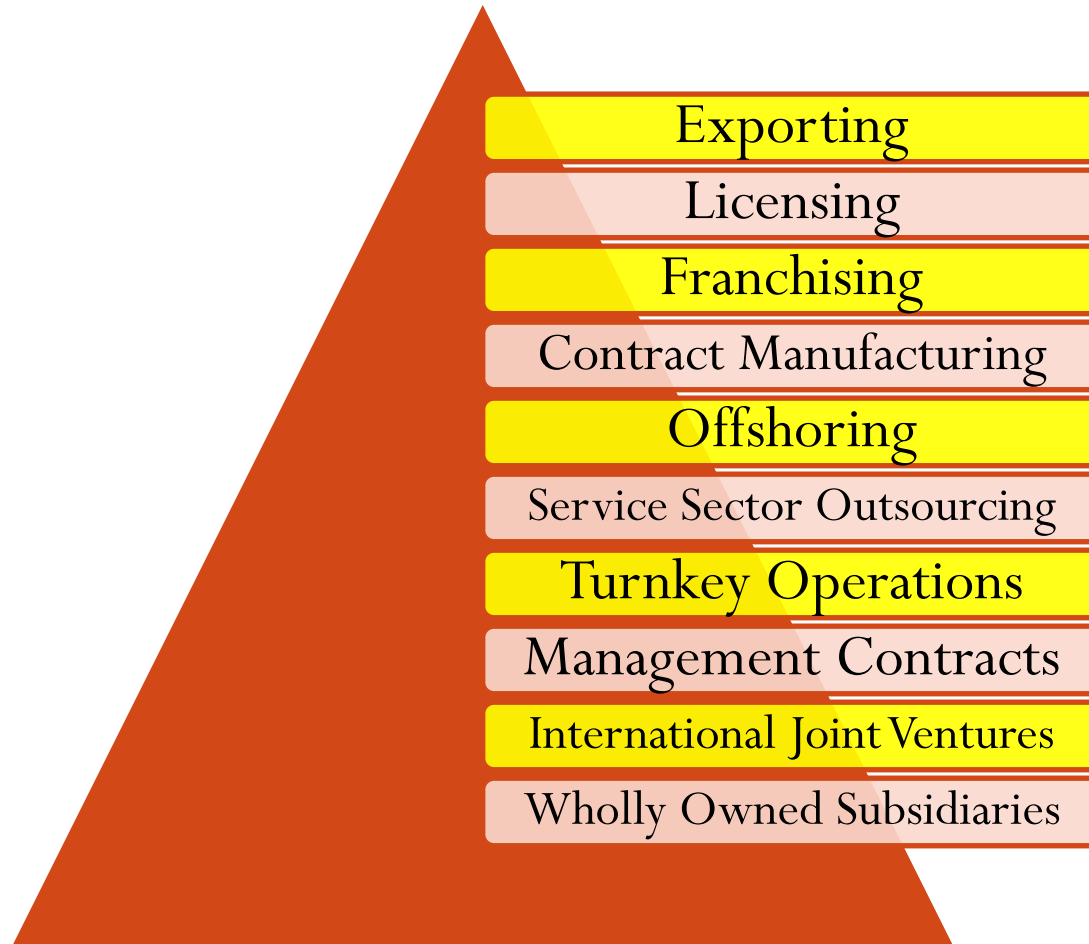 Exporting
Licensing
Franchising
Contract Manufacturing
Offshoring
Service Sector Outsourcing
Turnkey Operations
Management Contracts
International Joint Ventures
Wholly Owned Subsidiaries